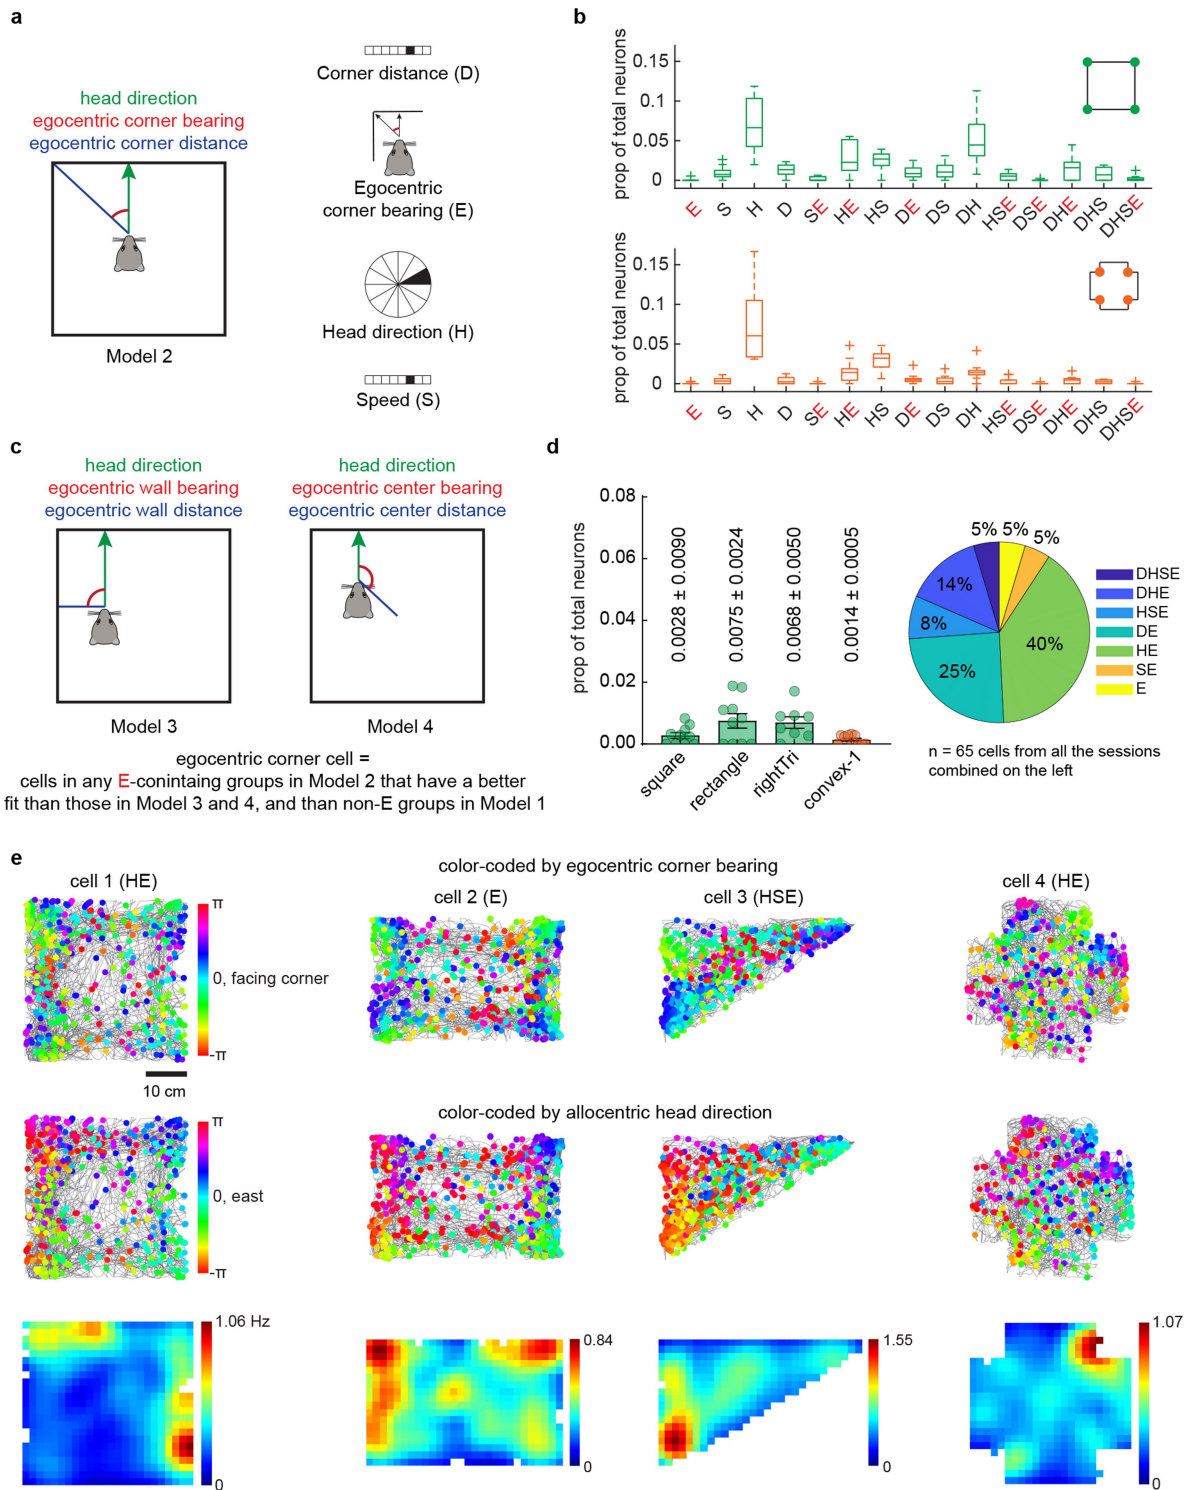 a
head direction
egocentric corner bearing
egocentric corner distance
Model 2
Corner distance (D)
Egocentric
corner bearing (E)
Head direction (H)
Speed (S)
b
prop of total neurons
0.15
0.1
0.05
0
E S H D SE HE HS DE DS DH HSE DSE DHE DHS DHSE
prop of total neurons
0.15
0.1
0.05
0
E S H D SE HE HS DE DS DH HSE DSE DHE DHS DHSE
c
head direction
egocentric wall bearing
egocentric wall distance
Model 3
head direction
egocentric center bearing
egocentric center distance
Model 4
egocentric corner cell =
cells in any E-conintaing groups in Model 2 that have a better
fit than those in Model 3 and 4, and than non-E groups in Model 1
d
prop of total neurons
0.08
0.06
0.04
0.02
0.00
0.0028 ± 0.0090
0.0075 ± 0.0024
0.0068 ± 0.0050
0.0014 ± 0.0005
square
rectangle
rightTri
convex-1
5%
5%
5%
14%
8%
25%
40%
DHSE
DHE
HSE
DE
HE
SE
E
n = 65 cells from all the sessions
combined on the left
e
color-coded by egocentric corner bearing
cell 1 (HE)
cell 2 (E)
cell 3 (HSE)
cell 4 (HE)
π
0, facing corner
-π
10 cm
color-coded by allocentric head direction
π
0, east
-π
1.06 Hz
0
0.84
0
1.55
0
1.07
0